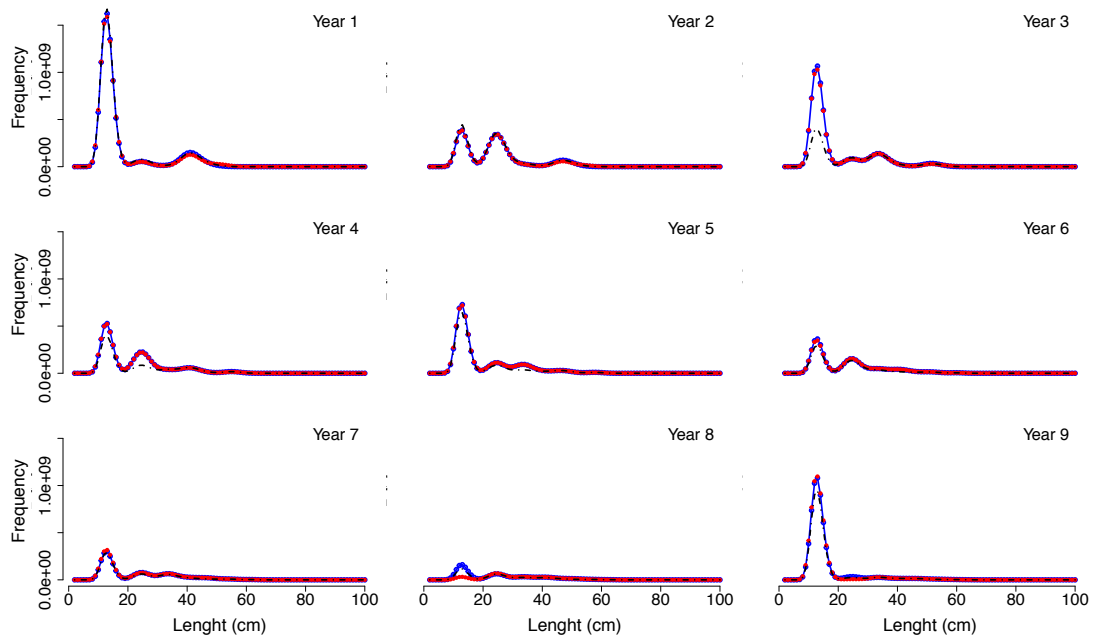 Year 1
Year 2
Year 3
Frequency
1.0e+09
0.0e+00
Year 4
Year 5
Year 6
Frequency
1.0e+09
0.0e+00
Year 7
Year 8
Year 9
Frequency
1.0e+09
0.0e+00
0 20 40 60 80 100
0 20 40 60 80 100
0 20 40 60 80 100
Lenght (cm)
Lenght (cm)
Lenght (cm)